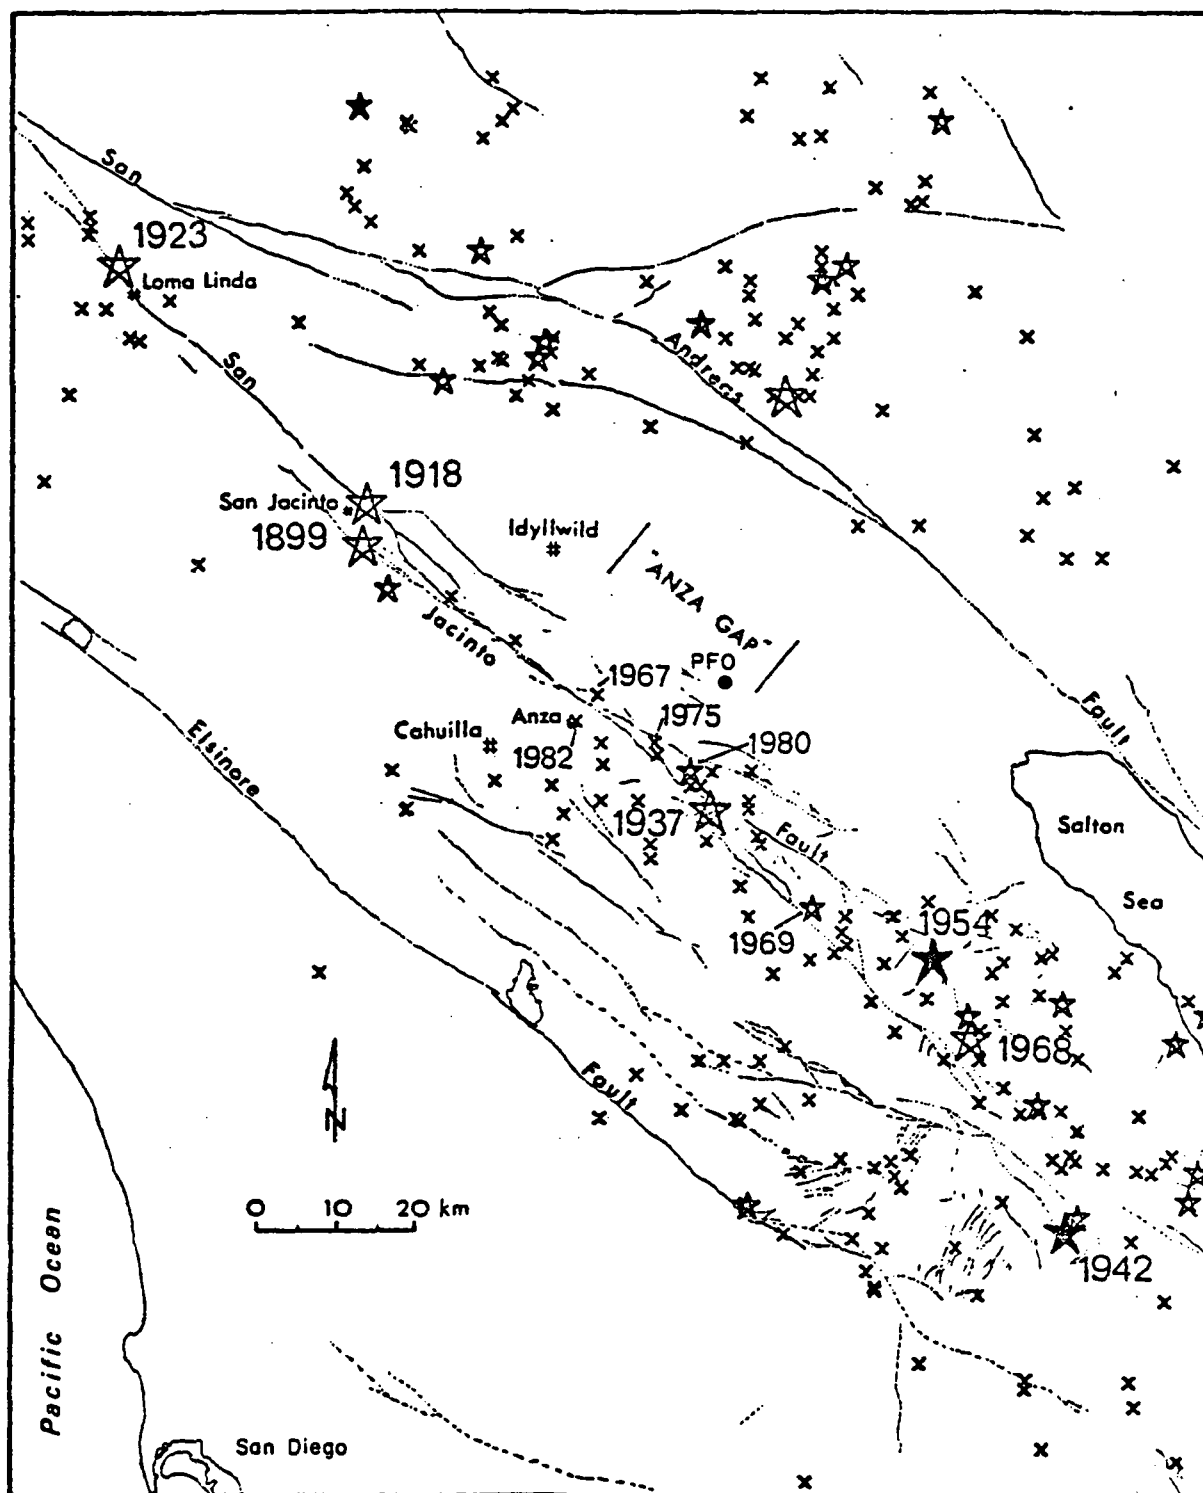 San
1923
Loma Linda
San
Andreas
1918
San Jacinto
1899
Idyllwild
"ANZA GAP"
Jacinto
PFO
1967
Anza
1975
Cahuilla
1982
1980
Elsinore
Fault
1937
Fault
Salton
Sea
1954
1969
1968
Fault
N
0 10 20 km
1942
Pacific Ocean
San Diego